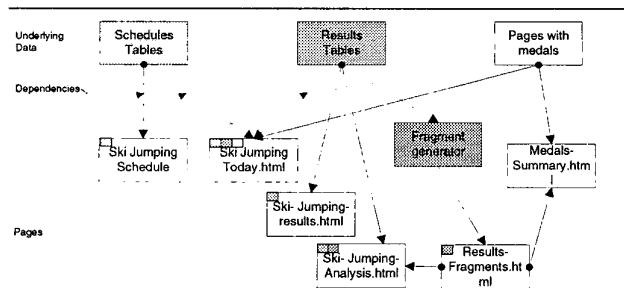 Underlying
Data
Schedules
Tables
Results
Tables
Pages with
medals
Dependencies
Ski Jumping
Schedule
Ski Jumping
Today.html
Fragment
generator
Medals-
Summary.htm
Ski- Jumping-
results.html
Pages
Ski- Jumping-
Analysis.html
Results-
Fragments.ht
ml